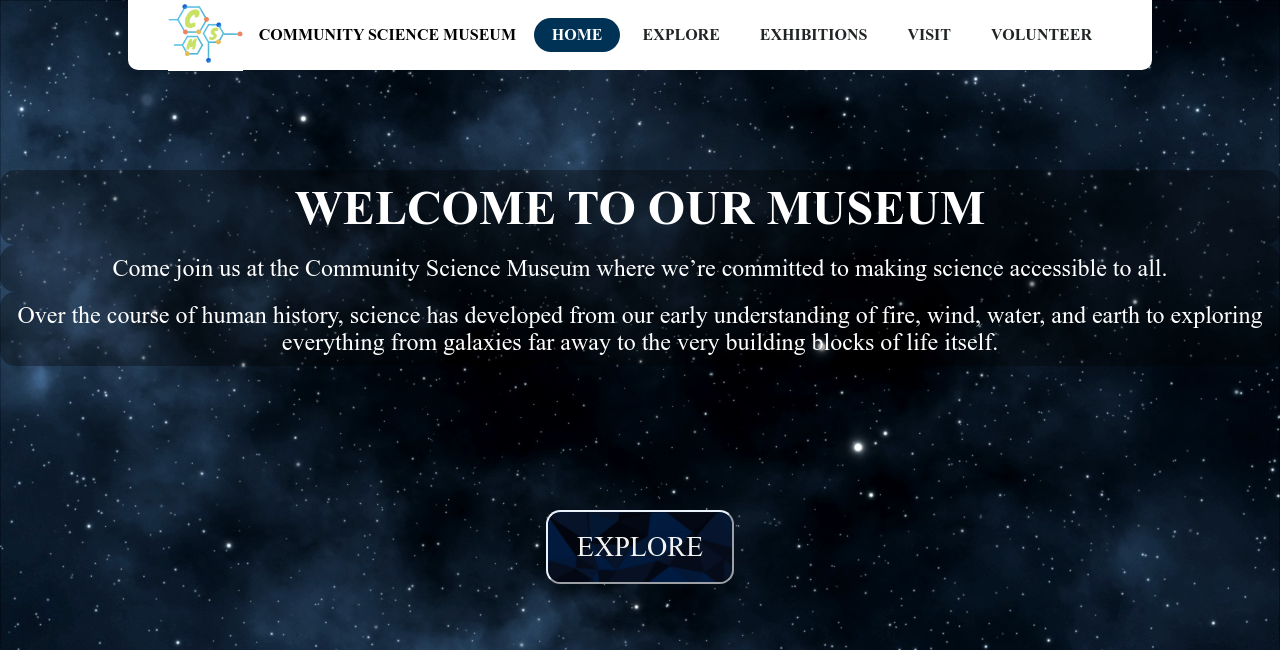 C
S
M
COMMUNITY SCIENCE MUSEUM
HOME
EXPLORE
EXHIBITIONS
VISIT
VOLUNTEER
WELCOME TO OUR MUSEUM
Come join us at the Community Science Museum where we’re committed to making science accessible to all.
Over the course of human history, science has developed from our early understanding of fire, wind, water, and earth to exploring
everything from galaxies far away to the very building blocks of life itself.
EXPLORE